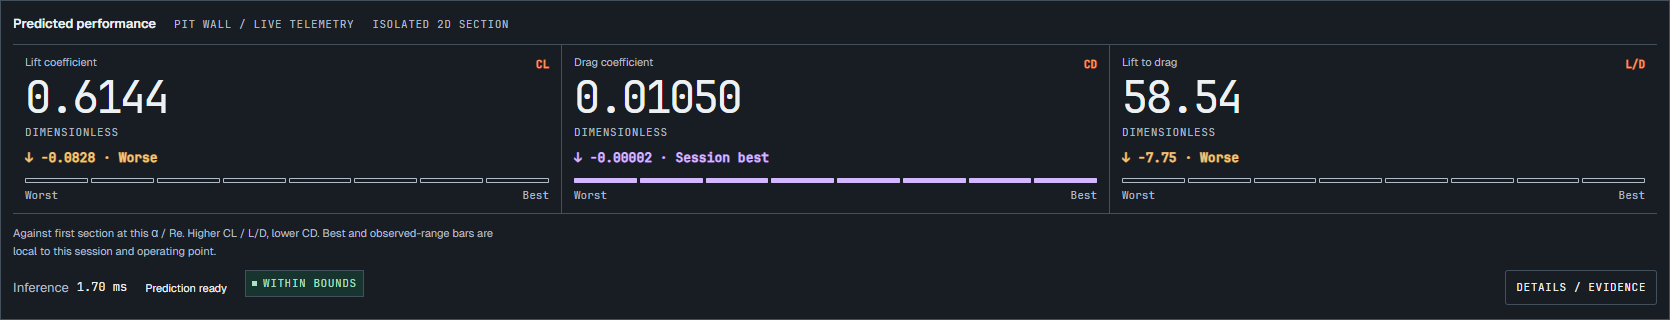 Predicted performance PIT WALL / LIVE TELEMETRY ISOLATED 2D SECTION
Lift coefficient CL
0.6144
DIMENSIONLESS
↓ -0.0828 · Worse
Worst Best
Drag coefficient CD
0.01050
DIMENSIONLESS
↓ -0.00002 · Session best
Worst Best
Lift to drag L/D
58.54
DIMENSIONLESS
↓ -7.75 · Worse
Worst Best
Against first section at this α / Re. Higher CL / L/D, lower CD. Best and observed-range bars are
local to this session and operating point.
Inference 1.70 ms Prediction ready WITHIN BOUNDS
DETAILS / EVIDENCE